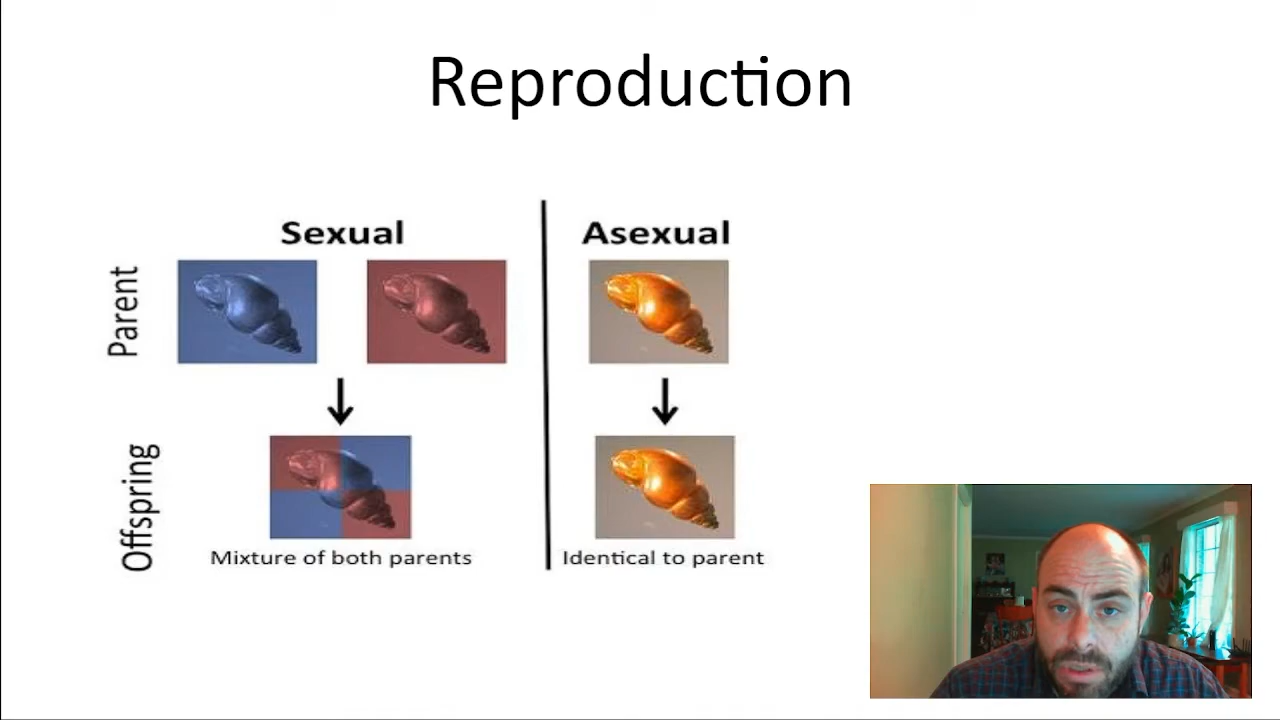 Reproduction
Sexual
Asexual
Parent
Offspring
Mixture of both parents
Identical to parent